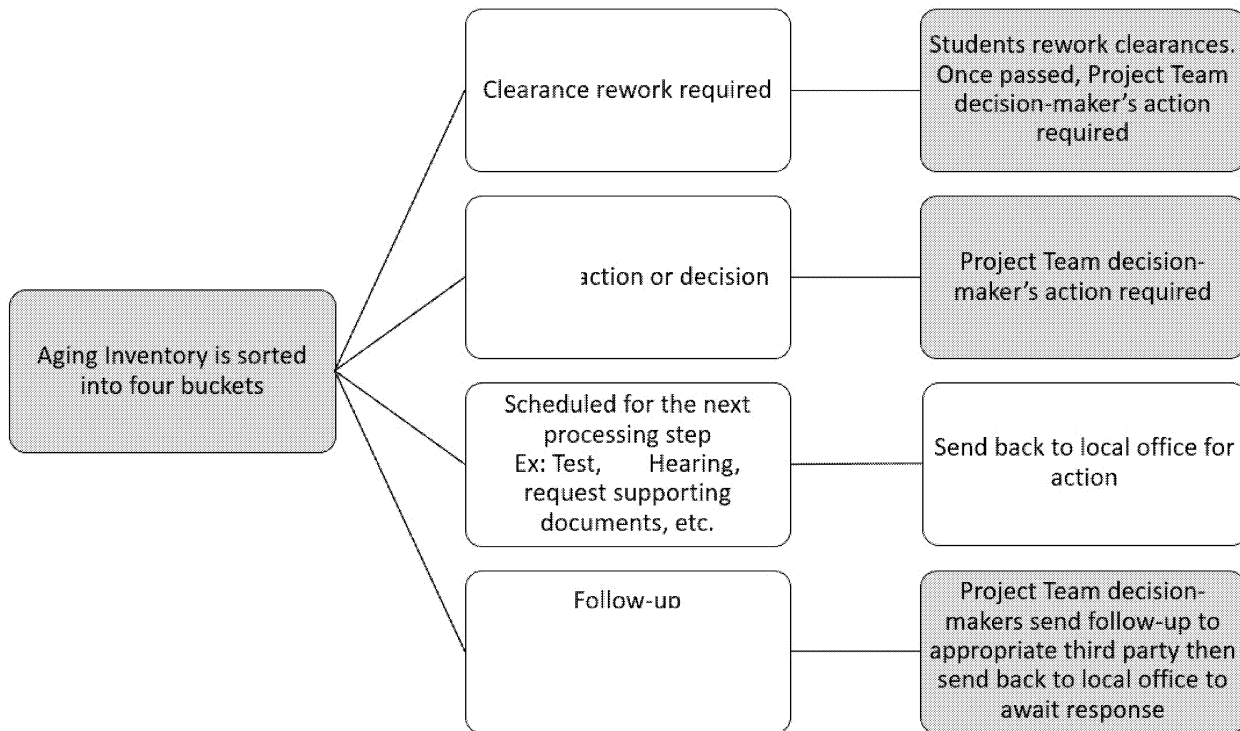 Aging Inventory is sorted
into four buckets
Clearance rework required
Students rework clearances.
Once passed, Project Team
decision-maker's action
required
action or decision
Project Team decision-
maker's action required
Scheduled for the next
processing step
Ex: Test, Hearing,
request supporting
documents, etc.
Send back to local office for
action
Follow-up
Project Team decision-
makers send follow-up to
appropriate third party then
send back to local office to
await response